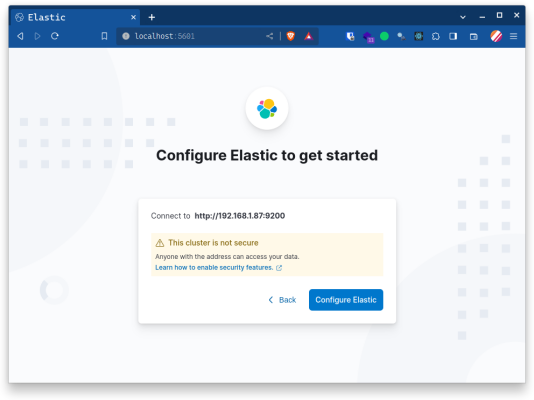 Elastic
localhost:5601
21
Configure Elastic to get started
Connect to http://192.168.1.87:9200
This cluster is not secure
Anyone with the address can access your data.
Learn how to enable security features.
Back
Configure Elastic